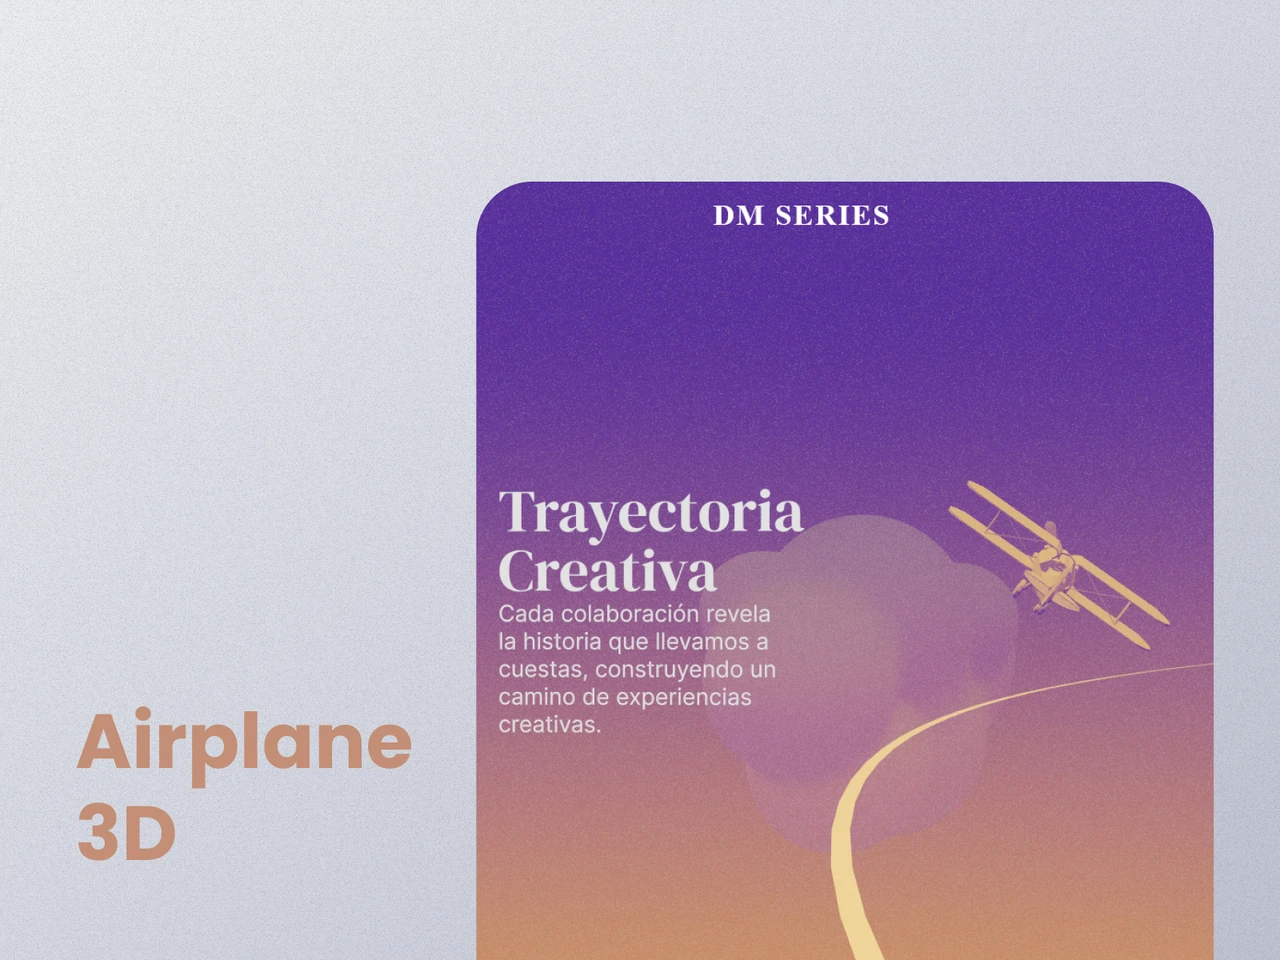 DM SERIES
Trayectoria
Creativa
Cada colaboración revela
la historia que llevamos a
cuestas, construyendo un
camino de experiencias
creativas.
Airplane
3D